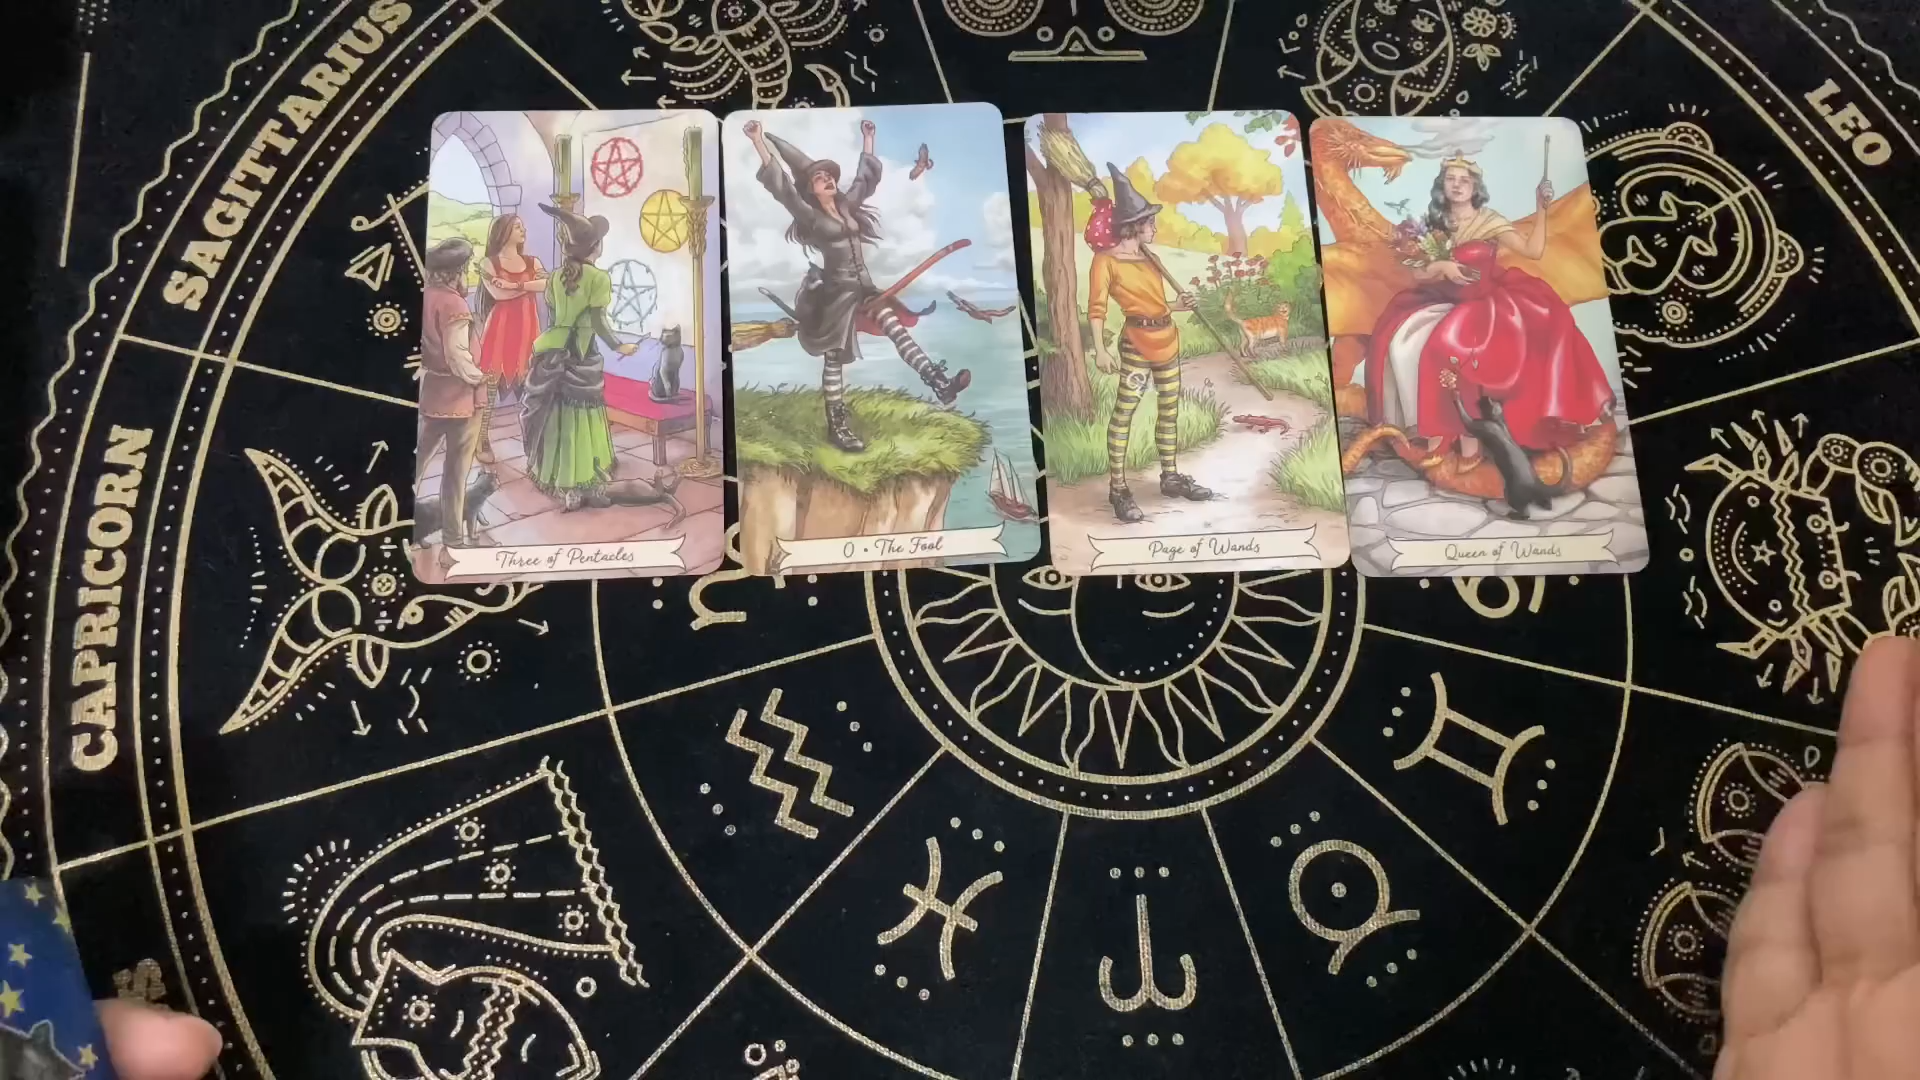 SAGITTARIUS
LEO
CAPRICORN
Three of Pentacles
0 • The Fool
Page of Wands
Queen of Wands